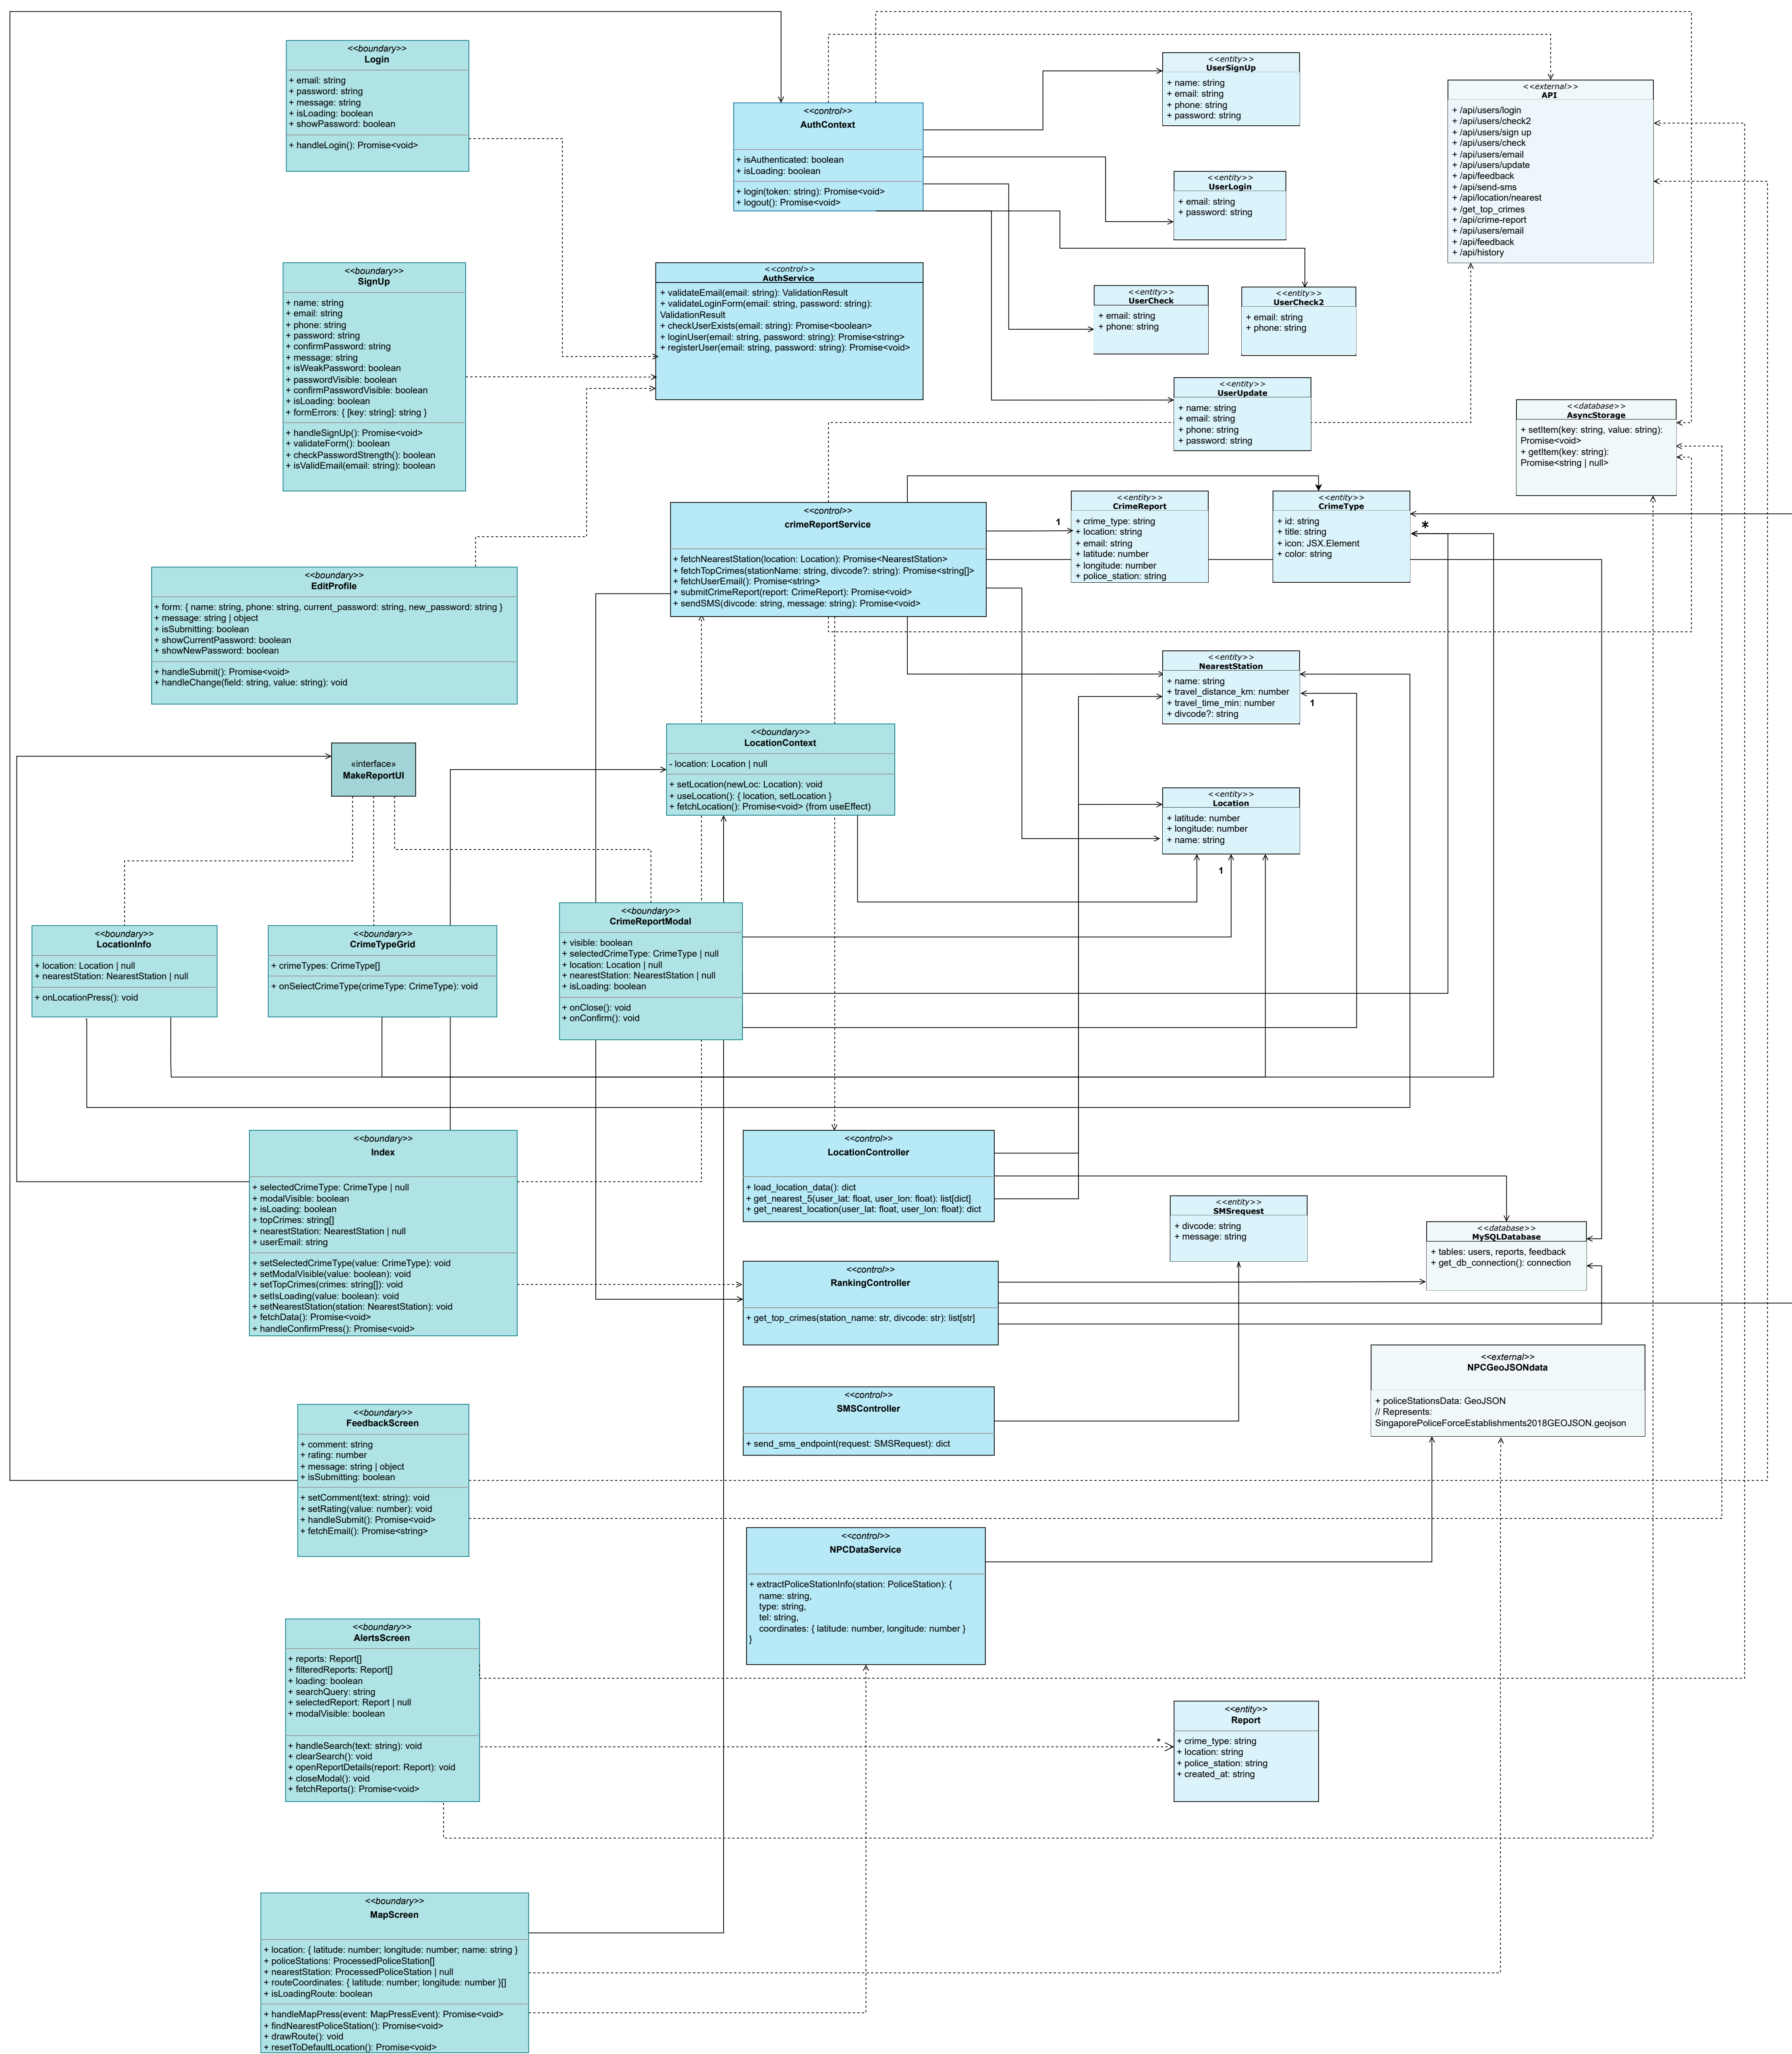 <<boundary>>
Login
+ email: string
+ password: string
+ message: string
+ isLoading: boolean
+ showPassword: boolean
+ handleLogin(): Promise<void>
<<control>>
AuthContext
+ isAuthenticated: boolean
+ isLoading: boolean
+ login(token: string): Promise<void>
+ logout(): Promise<void>
<<entity>>
UserSignUp
+ name: string
+ email: string
+ phone: string
+ password: string
<<external>>
API
+ /api/users/login
+ /api/users/check2
+ /api/users/sign up
+ /api/users/check
+ /api/users/email
+ /api/users/update
+ /api/feedback
+ /api/send-sms
+ /api/location/nearest
+ /get_top_crimes
+ /api/crime-report
+ /api/users/email
+ /api/feedback
+ /api/history
<<entity>>
UserLogin
+ email: string
+ password: string
<<boundary>>
SignUp
+ name: string
+ email: string
+ phone: string
+ password: string
+ confirmPassword: string
+ message: string
+ isWeakPassword: boolean
+ passwordVisible: boolean
+ confirmPasswordVisible: boolean
+ isLoading: boolean
+ formErrors: { [key: string]: string }
+ handleSignUp(): Promise<void>
+ validateForm(): boolean
+ checkPasswordStrength(): boolean
+ isValidEmail(email: string): boolean
<<control>>
AuthService
+ validateEmail(email: string): ValidationResult
+ validateLoginForm(email: string, password: string):
ValidationResult
+ checkUserExists(email: string): Promise<boolean>
+ loginUser(email: string, password: string): Promise<string>
+ registerUser(email: string, password: string): Promise<void>
<<entity>>
UserCheck
+ email: string
+ phone: string
<<entity>>
UserCheck2
+ email: string
+ phone: string
<<entity>>
UserUpdate
+ name: string
+ email: string
+ phone: string
+ password: string
<<database>>
AsyncStorage
+ setItem(key: string, value: string):
Promise<void>
+ getItem(key: string):
Promise<string | null>
<<control>>
crimeReportService
+ fetchNearestStation(location: Location): Promise<NearestStation>
+ fetchTopCrimes(stationName: string, divcode?: string): Promise<string[]>
+ fetchUserEmail(): Promise<string>
+ submitCrimeReport(report: CrimeReport): Promise<void>
+ sendSMS(divcode: string, message: string): Promise<void>
1
<<entity>>
CrimeReport
+ crime_type: string
+ location: string
+ email: string
+ latitude: number
+ longitude: number
+ police_station: string
<<entity>>
CrimeType
+ id: string
+ title: string
+ icon: JSX.Element
+ color: string
*
<<boundary>>
EditProfile
+ form: { name: string, phone: string, current_password: string, new_password: string }
+ message: string | object
+ isSubmitting: boolean
+ showCurrentPassword: boolean
+ showNewPassword: boolean
+ handleSubmit(): Promise<void>
+ handleChange(field: string, value: string): void
<<entity>>
NearestStation
+ name: string
+ travel_distance_km: number
+ travel_time_min: number
+ divcode?: string
1
«interface»
MakeReportUI
<<boundary>>
LocationContext
- location: Location | null
+ setLocation(newLoc: Location): void
+ useLocation(): { location, setLocation }
+ fetchLocation(): Promise<void> (from useEffect)
<<entity>>
Location
+ latitude: number
+ longitude: number
+ name: string
1
<<boundary>>
LocationInfo
+ location: Location | null
+ nearestStation: NearestStation | null
+ onLocationPress(): void
<<boundary>>
CrimeTypeGrid
+ crimeTypes: CrimeType[]
+ onSelectCrimeType(crimeType: CrimeType): void
<<boundary>>
CrimeReportModal
+ visible: boolean
+ selectedCrimeType: CrimeType | null
+ location: Location | null
+ nearestStation: NearestStation | null
+ isLoading: boolean
+ onClose(): void
+ onConfirm(): void
<<boundary>>
Index
+ selectedCrimeType: CrimeType | null
+ modalVisible: boolean
+ isLoading: boolean
+ topCrimes: string[]
+ nearestStation: NearestStation | null
+ userEmail: string
+ setSelectedCrimeType(value: CrimeType): void
+ setModalVisible(value: boolean): void
+ setTopCrimes(crimes: string[]): void
+ setIsLoading(value: boolean): void
+ setNearestStation(station: NearestStation): void
+ fetchData(): Promise<void>
+ handleConfirmPress(): Promise<void>
<<control>>
LocationController
+ load_location_data(): dict
+ get_nearest_5(user_lat: float, user_lon: float): list[dict]
+ get_nearest_location(user_lat: float, user_lon: float): dict
<<entity>>
SMSrequest
+ divcode: string
+ message: string
<<database>>
MySQLDatabase
+ tables: users, reports, feedback
+ get_db_connection(): connection
<<control>>
RankingController
+ get_top_crimes(station_name: str, divcode: str): list[str]
<<external>>
NPCGeoJSONdata
+ policeStationsData: GeoJSON
// Represents:
SingaporePoliceForceEstablishments2018GEOJSON.geojson
<<control>>
SMSController
+ send_sms_endpoint(request: SMSRequest): dict
<<boundary>>
FeedbackScreen
+ comment: string
+ rating: number
+ message: string | object
+ isSubmitting: boolean
+ setComment(text: string): void
+ setRating(value: number): void
+ handleSubmit(): Promise<void>
+ fetchEmail(): Promise<string>
<<control>>
NPCDataService
+ extractPoliceStationInfo(station: PoliceStation): {
name: string,
type: string,
tel: string,
coordinates: { latitude: number, longitude: number }
}
<<boundary>>
AlertsScreen
+ reports: Report[]
+ filteredReports: Report[]
+ loading: boolean
+ searchQuery: string
+ selectedReport: Report | null
+ modalVisible: boolean
+ handleSearch(text: string): void
+ clearSearch(): void
+ openReportDetails(report: Report): void
+ closeModal(): void
+ fetchReports(): Promise<void>
*
<<entity>>
Report
+ crime_type: string
+ location: string
+ police_station: string
+ created_at: string
<<boundary>>
MapScreen
+ location: { latitude: number; longitude: number; name: string }
+ policeStations: ProcessedPoliceStation[]
+ nearestStation: ProcessedPoliceStation | null
+ routeCoordinates: { latitude: number; longitude: number }[]
+ isLoadingRoute: boolean
+ handleMapPress(event: MapPressEvent): Promise<void>
+ findNearestPoliceStation(): Promise<void>
+ drawRoute(): void
+ resetToDefaultLocation(): Promise<void>